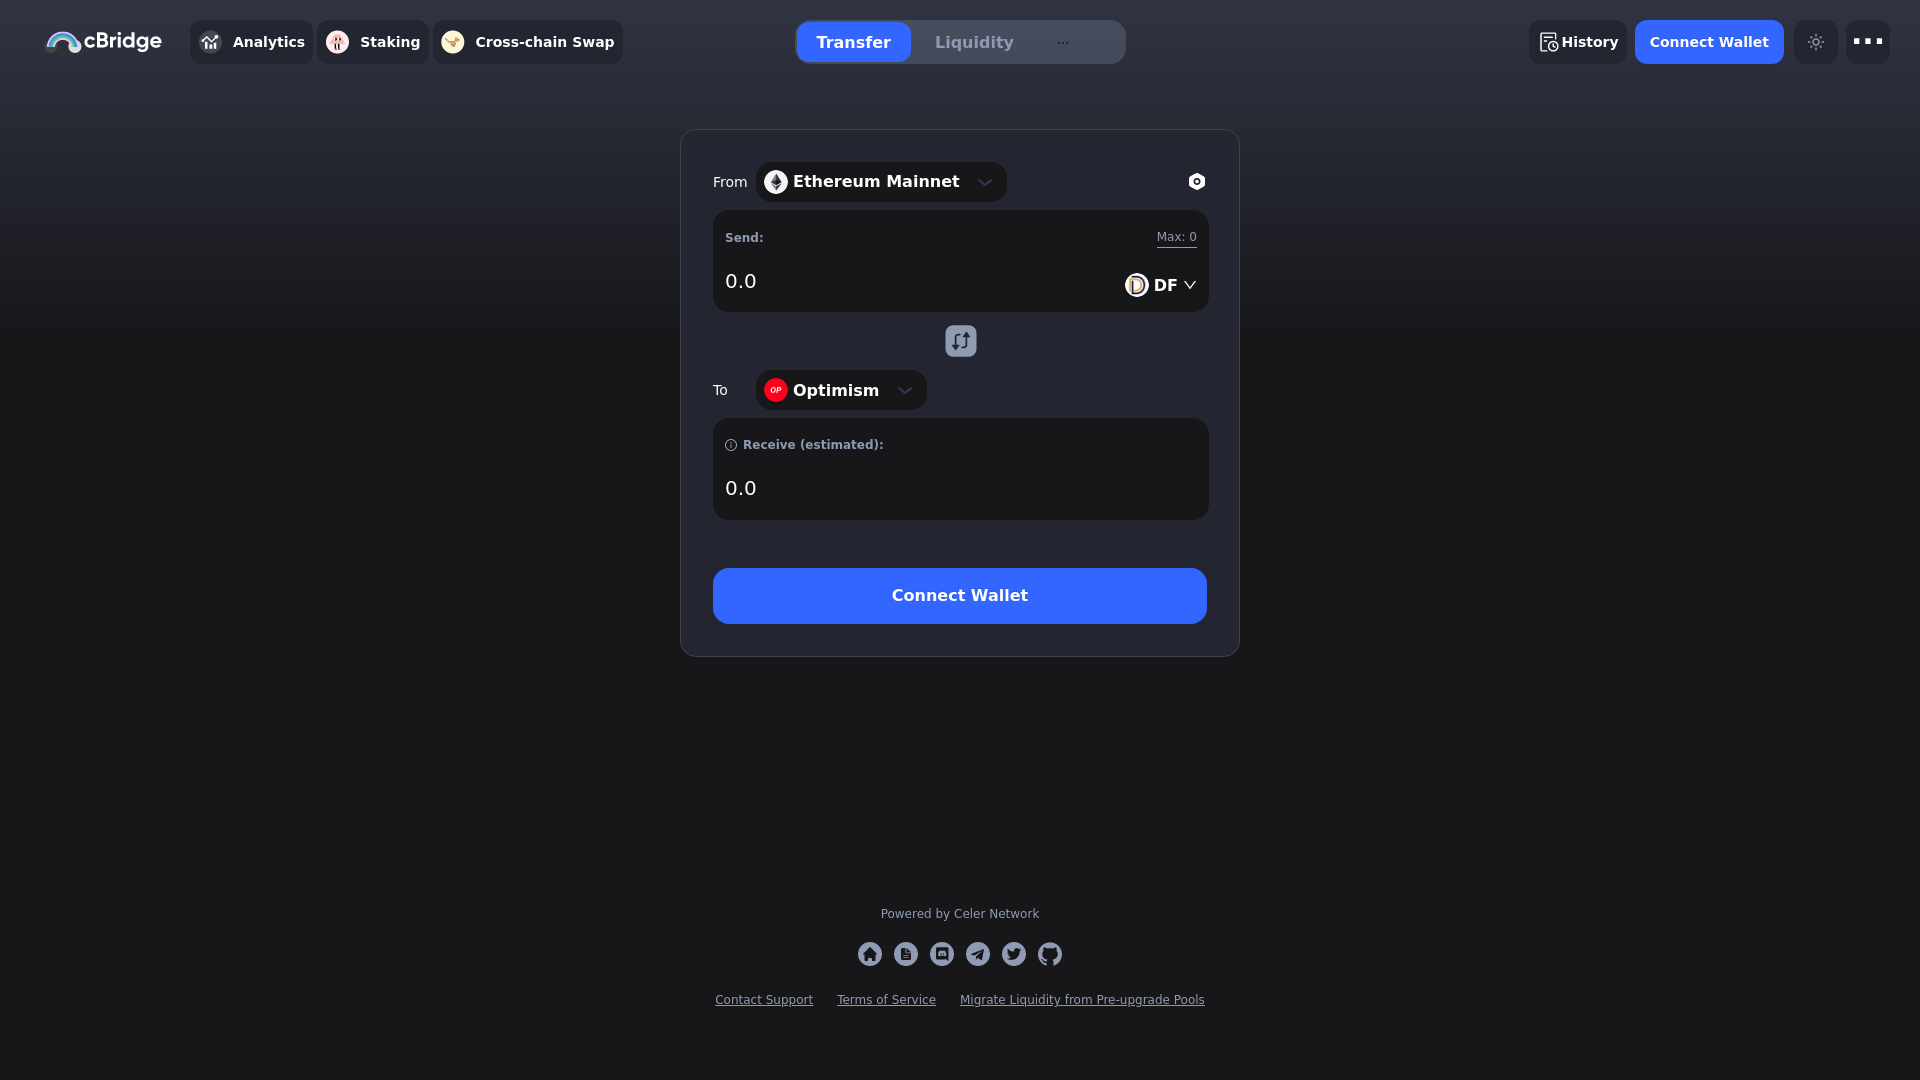 cBridge
Analytics
Staking
Cross-chain Swap
Transfer
Liquidity
...
History
Connect Wallet
From
Ethereum Mainnet
Send:
Max: 0
0.0
DF
To
OP
Optimism
Receive (estimated):
0.0
Connect Wallet
Powered by Celer Network
Contact Support
Terms of Service
Migrate Liquidity from Pre-upgrade Pools